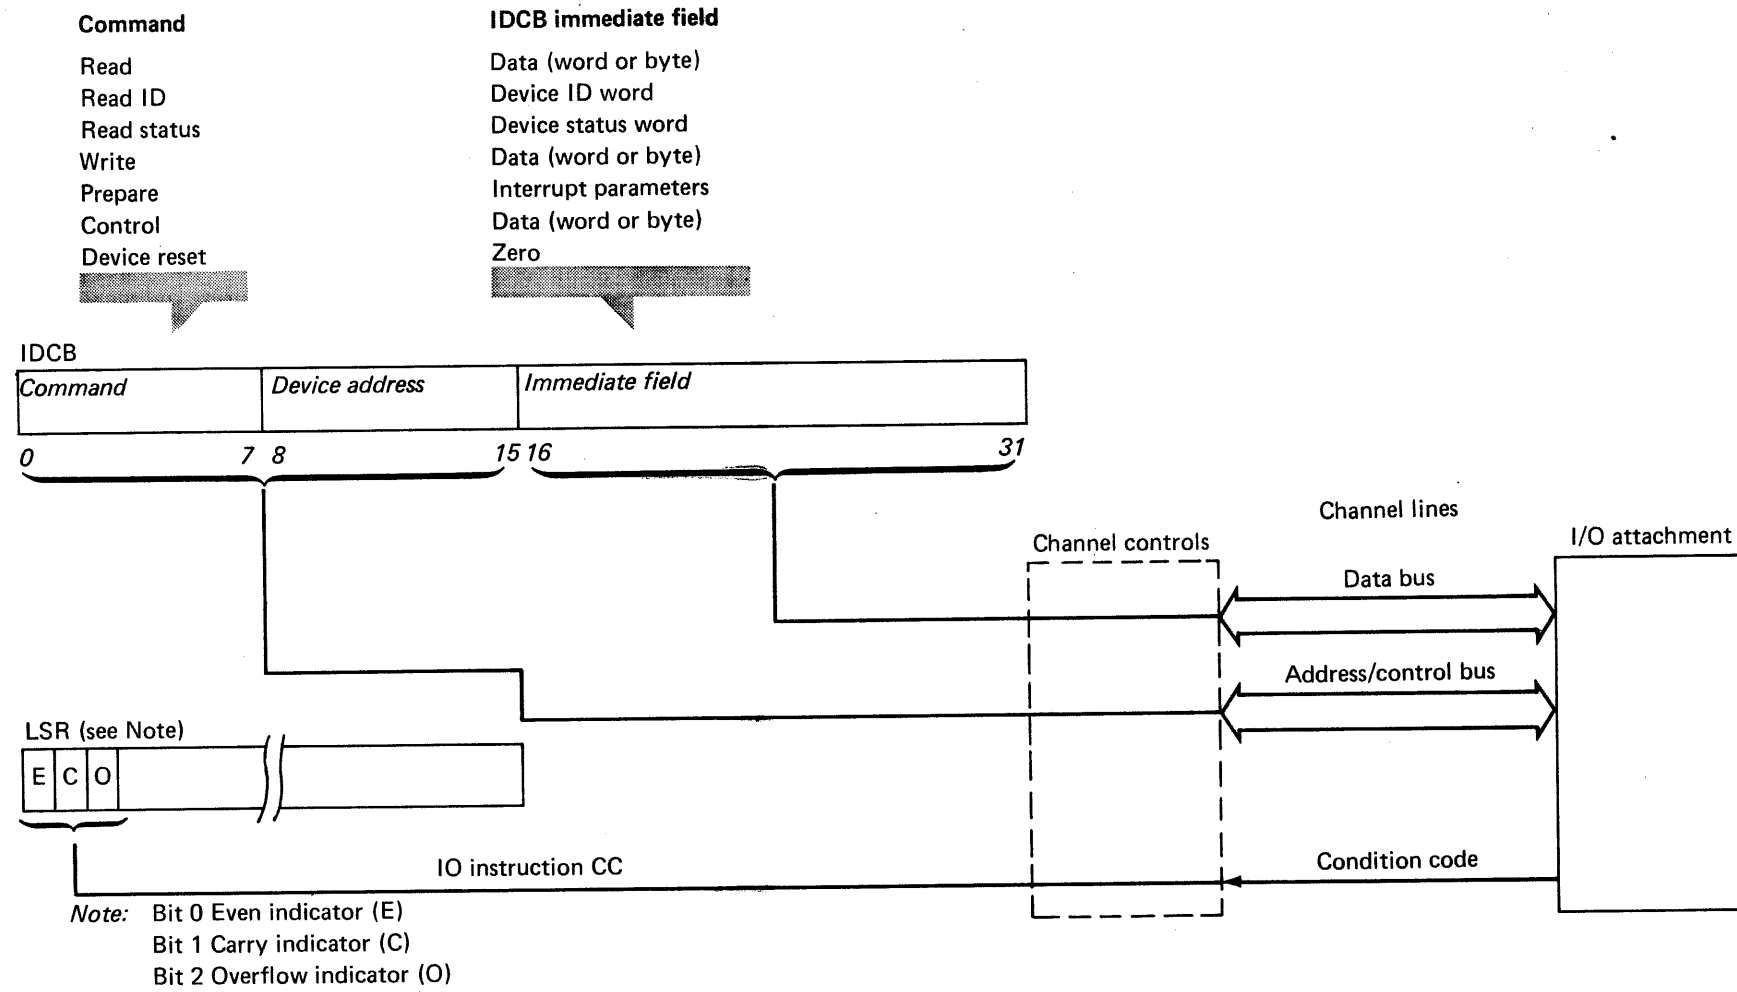 Command
IDCB immediate field
Read
Data (word or byte)
Read ID
Device ID word
Read status
Device status word
Write
Data (word or byte)
Prepare
Interrupt parameters
Control
Data (word or byte)
Device reset
Zero
IDCB
Command
Device address
Immediate field
0
7
8
15
16
31
Channel lines
Channel controls
I/O attachment
Data bus
Address/control bus
LSR (see Note)
E
C
O
IO instruction CC
Condition code
Note: Bit 0 Even indicator (E)
Bit 1 Carry indicator (C)
Bit 2 Overflow indicator (O)